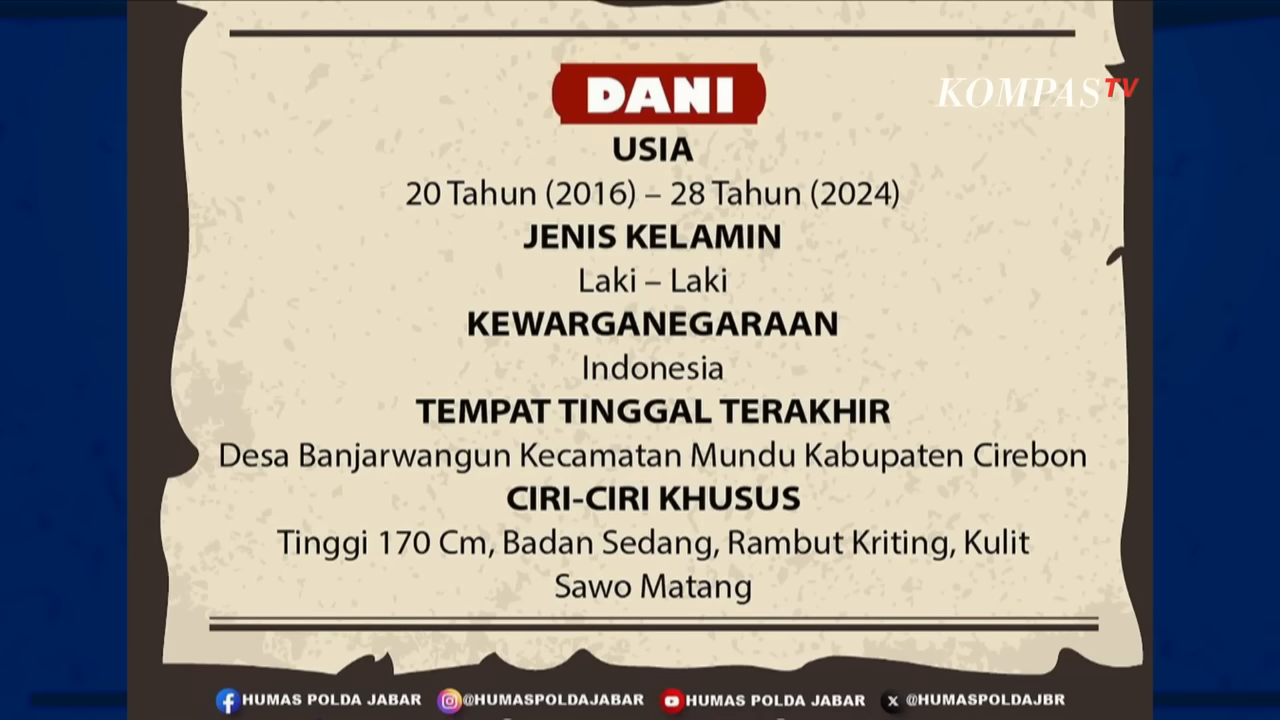 DANI
KOMPASTV
USIA
20 Tahun (2016) – 28 Tahun (2024)
JENIS KELAMIN
Laki – Laki
KEWARGANEGARAAN
Indonesia
TEMPAT TINGGAL TERAKHIR
Desa Banjarwangun Kecamatan Mundu Kabupaten Cirebon
CIRI-CIRI KHUSUS
Tinggi 170 Cm, Badan Sedang, Rambut Kriting, Kulit
Sawo Matang
HUMAS POLDA JABAR @HUMASPOLDAJABAR HUMAS POLDA JABAR @HUMASPOLDAJBR